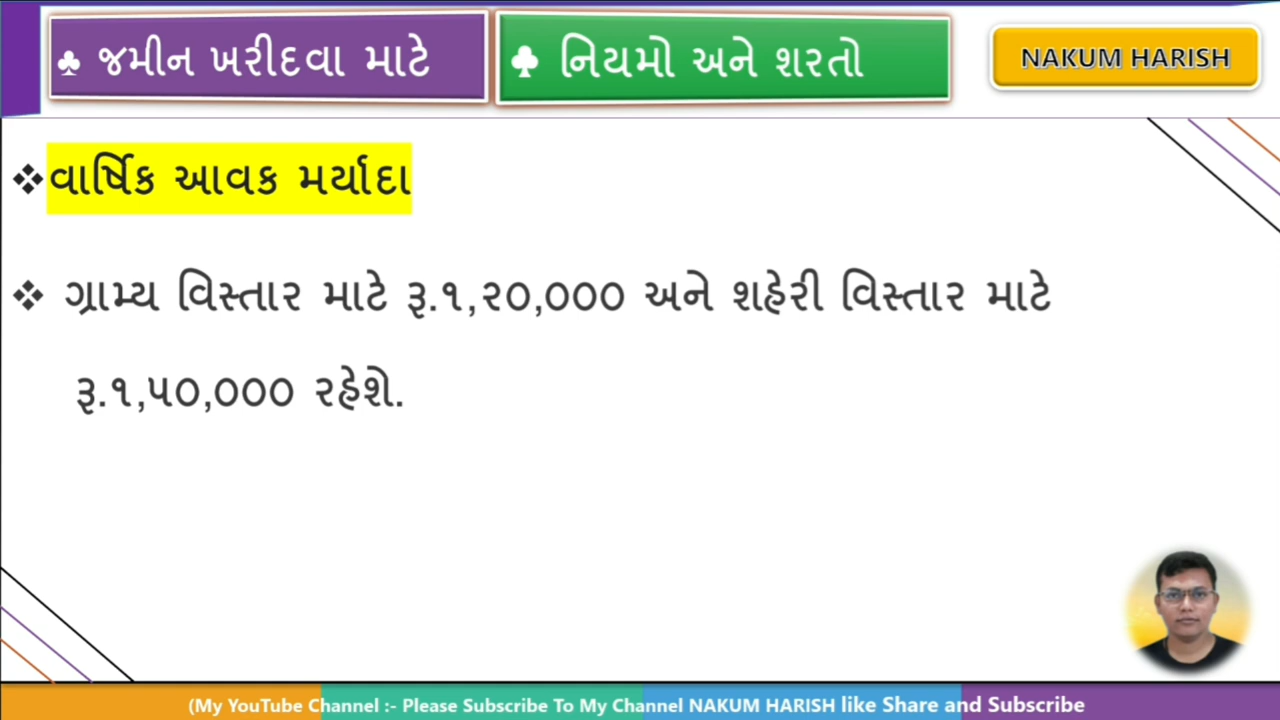 ♣ જમીન ખરીદવા માટે
♣ નિયમો અને શરતો
NAKUM HARISH
❖વાર્ષિક આવક મર્યાદા
❖ ગ્રામ્ય વિસ્તાર માટે રૂ.૧,૨૦,૦૦૦ અને શહેરી વિસ્તાર માટે
રૂ.૧,૫૦,૦૦૦ રહેશે.
(My YouTube Channel :- Please Subscribe To My Channel NAKUM HARISH like Share and Subscribe